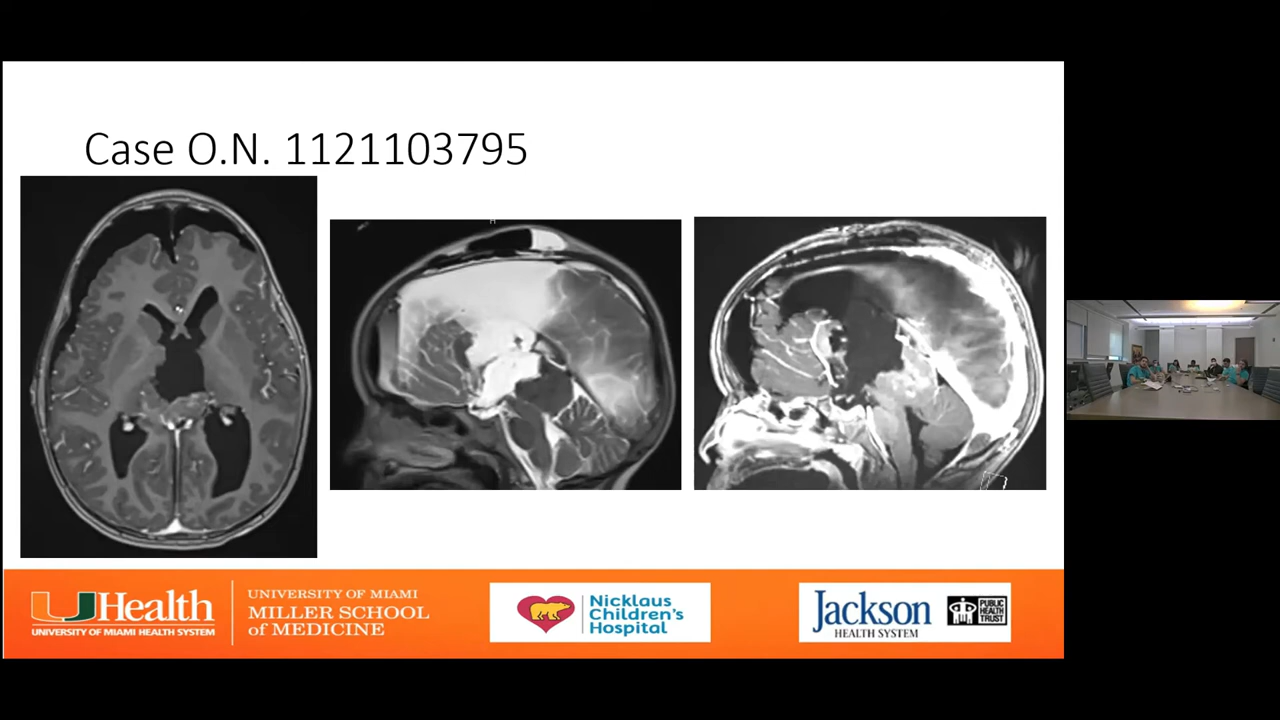 Case O.N. 1121103795
H
UHealth
UNIVERSITY OF MIAMI HEALTH SYSTEM
UNIVERSITY OF MIAMI
MILLER SCHOOL
of MEDICINE
Nicklaus
Children's
Hospital
Jackson
HEALTH SYSTEM
PUBLIC
HEALTH
TRUST